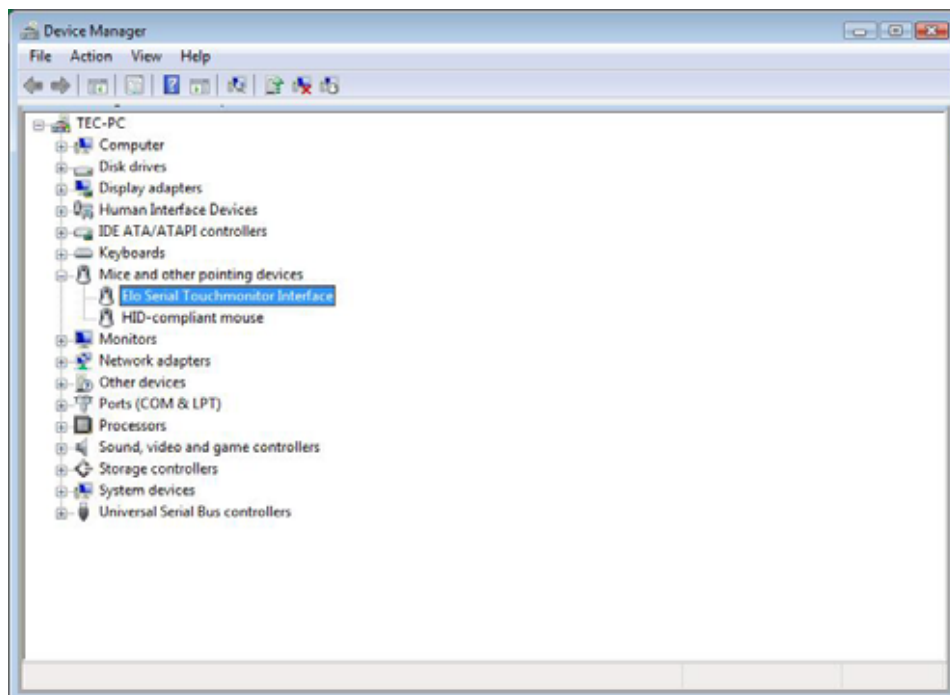 Device Manager
File Action View Help
TEC-PC
Computer
Disk drives
Display adapters
Human Interface Devices
IDE ATA/ATAPI controllers
Keyboards
Mice and other pointing devices
Elo Serial Touchmonitor Interface
HID-compliant mouse
Monitors
Network adapters
Other devices
Ports (COM & LPT)
Processors
Sound, video and game controllers
Storage controllers
System devices
Universal Serial Bus controllers